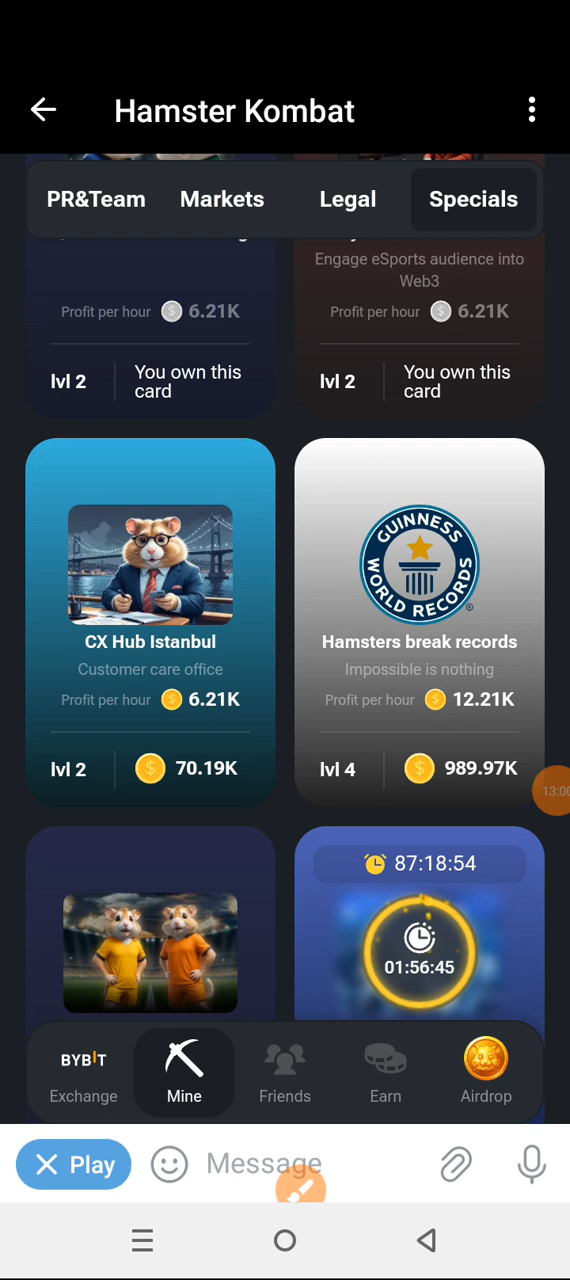 Hamster Kombat
PR&Team
Markets
Legal
Specials
Engage eSports audience into
Web3
Profit per hour
6.21K
Profit per hour
6.21K
lvl 2
You own this
card
lvl 2
You own this
card
GUINNESS
WORLD RECORDS
®
CX Hub Istanbul
Customer care office
Profit per hour
6.21K
lvl 2
70.19K
Hamsters break records
Impossible is nothing
Profit per hour
12.21K
lvl 4
989.97K
87:18:54
01:56:45
13:00
BYBIT
Exchange
Mine
Friends
Earn
Airdrop
Play
Message